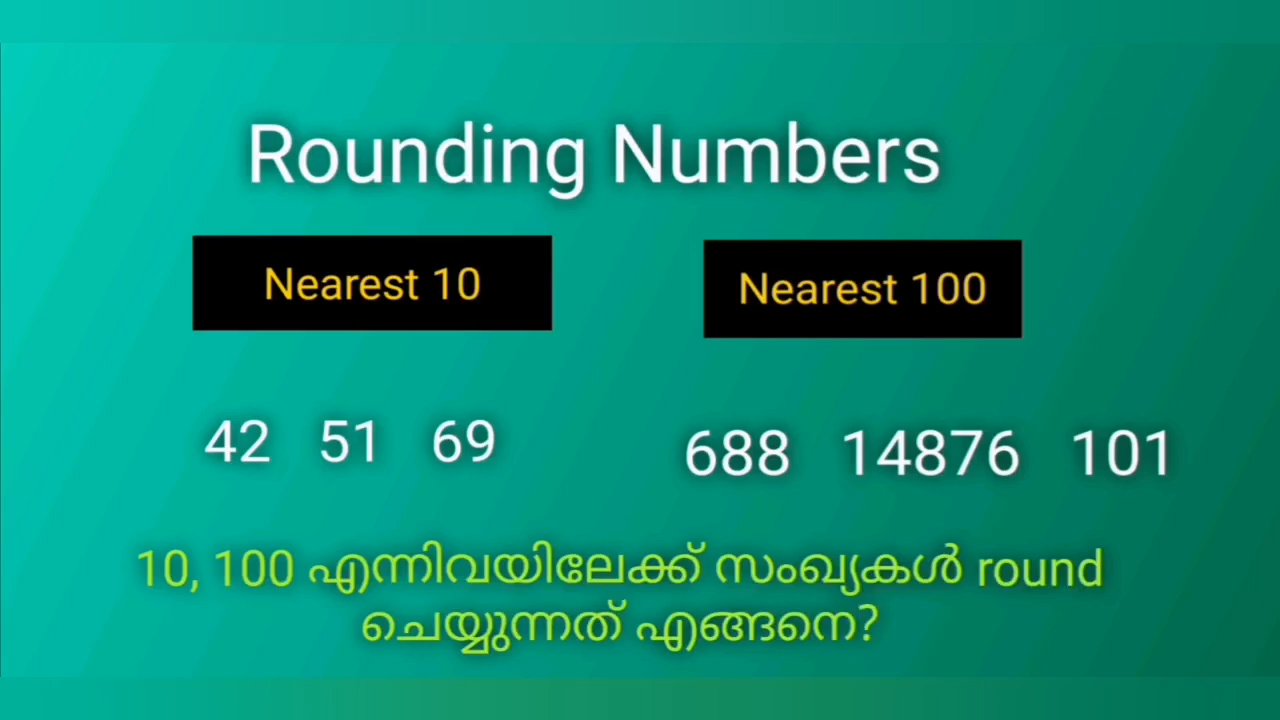 Rounding Numbers
Nearest 10
Nearest 100
42 51 69
688 14876 101
10, 100 എന്നിവയിലേക്ക് സംഖ്യകൾ round
ചെയ്യുന്നത് എങ്ങനെ?